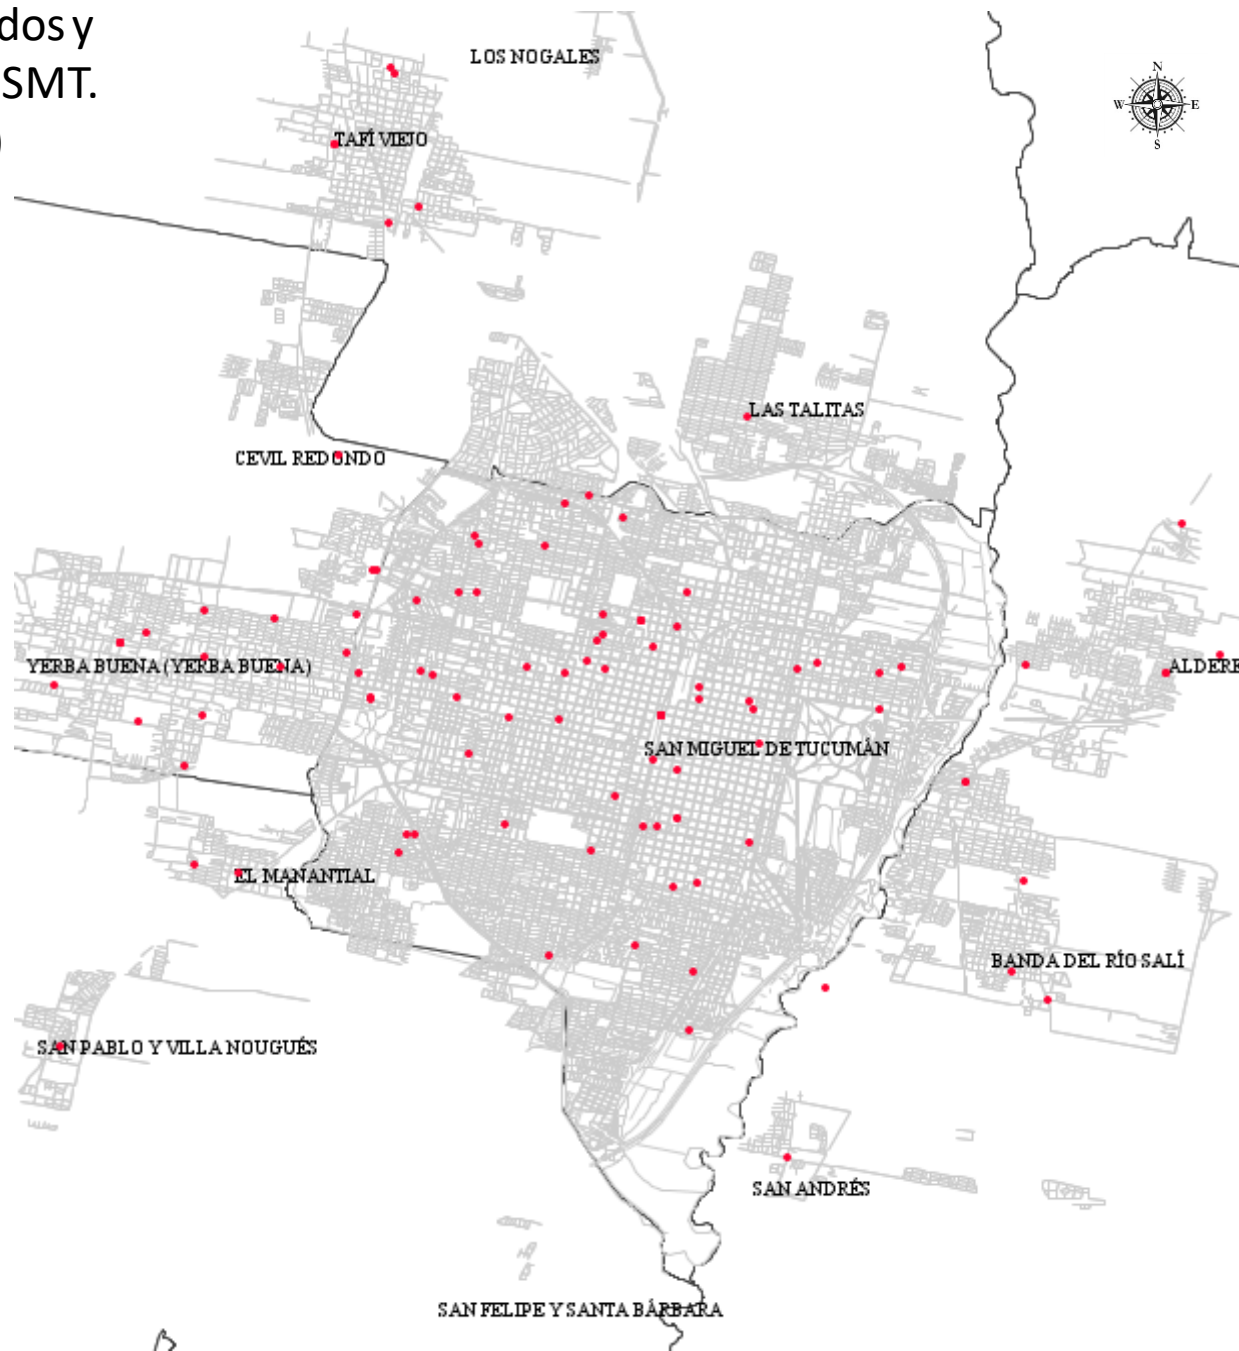 dos y
SMT.
)
LOS NOGALES
N
W E
S
TAFÍ VIEJO
LAS TALITAS
CEVIL REDONDO
YERBA BUENA (YERBA BUENA)
ALDERE
SAN MIGUEL DE TUCUMÁN
EL MANANTIAL
BANDA DEL RÍO SALÍ
SAN PABLO Y VILLA NOUGUÉS
SAN ANDRÉS
SAN FELIPE Y SANTA BÁRBARA